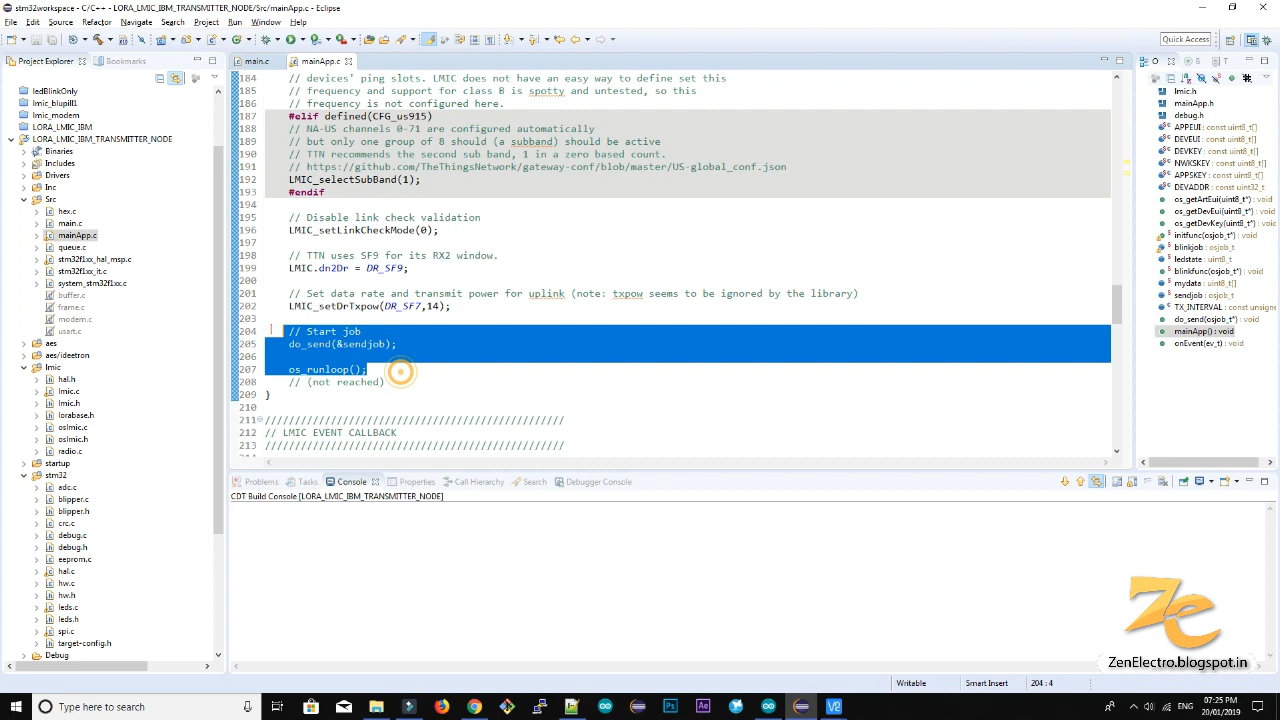 stm32workspace - C/C++ - LORA_LMIC_IBM_TRANSMITTER_NODE/Src/mainApp.c - Eclipse
File Edit Source Refactor Navigate Search Project Run Window Help
Quick Access
Project Explorer
Bookmarks
main.c
mainApp.c
O
B
T
ledBlinkOnly
lmic_blupill1
lmic_modem
LORA_LMIC_IBM
LORA_LMIC_IBM_TRANSMITTER_NODE
Binaries
Includes
Drivers
Inc
Src
hex.c
main.c
mainApp.c
queue.c
stm32f1xx_hal_msp.c
stm32f1xx_it.c
system_stm32f1xx.c
buffer.c
frame.c
modem.c
usart.c
aes
aes/ideetron
lmic
hal.h
lmic.c
lmic.h
lorabase.h
oslmic.c
oslmic.h
radio.c
startup
stm32
adc.c
blipper.c
blipper.h
crc.c
debug.c
debug.h
eeprom.c
hal.c
hw.c
hw.h
leds.c
leds.h
spi.c
target-config.h
Debug
184 // devices' ping slots. LMIC does not have an easy way to define set this
185 // frequency and support for class B is spotty and untested, so this
186 // frequency is not configured here.
187 #elif defined(CFG_us915)
188 // NA-US channels 0-71 are configured automatically
189 // but only one group of 8 should (a subband) should be active
190 // TTN recommends the second sub band, 1 in a zero based count.
191 // https://github.com/TheThingsNetwork/gateway-conf/blob/master/US-global_conf.json
192 LMIC_selectSubBand(1);
193 #endif
194
195 // Disable link check validation
196 LMIC_setLinkCheckMode(0);
197
198 // TTN uses SF9 for its RX2 window.
199 LMIC.dn2Dr = DR_SF9;
200
201 // Set data rate and transmit power for uplink (note: txpow seems to be ignored by the library)
202 LMIC_setDrTxpow(DR_SF7,14);
203
204 // Start job
205 do_send(&sendjob);
206
207 os_runloop();
208 // (not reached)
209 }
210
211 //////////////////////////////////////////////////
212 // LMIC EVENT CALLBACK
213 //////////////////////////////////////////////////
lmic.h
mainApp.h
debug.h
APPEUI : const uint8_t[]
DEVEUI : const uint8_t[]
DEVKEY : const uint8_t[]
NWKSKEY : const uint8_t[]
APPSKEY : const uint8_t[]
DEVADDR : const uint32_t
os_getArtEui(uint8_t*) : void
os_getDevEui(uint8_t*) : void
os_getDevKey(uint8_t*) : void
initfunc(osjob_t*) : void
blinkjob : osjob_t
ledstate : uint8_t
blinkfunc(osjob_t*) : void
mydata : uint8_t[]
sendjob : osjob_t
TX_INTERVAL : const unsigned
do_send(osjob_t*) : void
mainApp() : void
onEvent(ev_t) : void
Problems Tasks Console Properties Call Hierarchy Search Debugger Console
CDT Build Console [LORA_LMIC_IBM_TRANSMITTER_NODE]
Ze
ZenElectro.blogspot.in
Writable
Smart Insert
204 : 4
Type here to search
Ps
Ae
V2
ENG
07:25 PM
20/01/2019